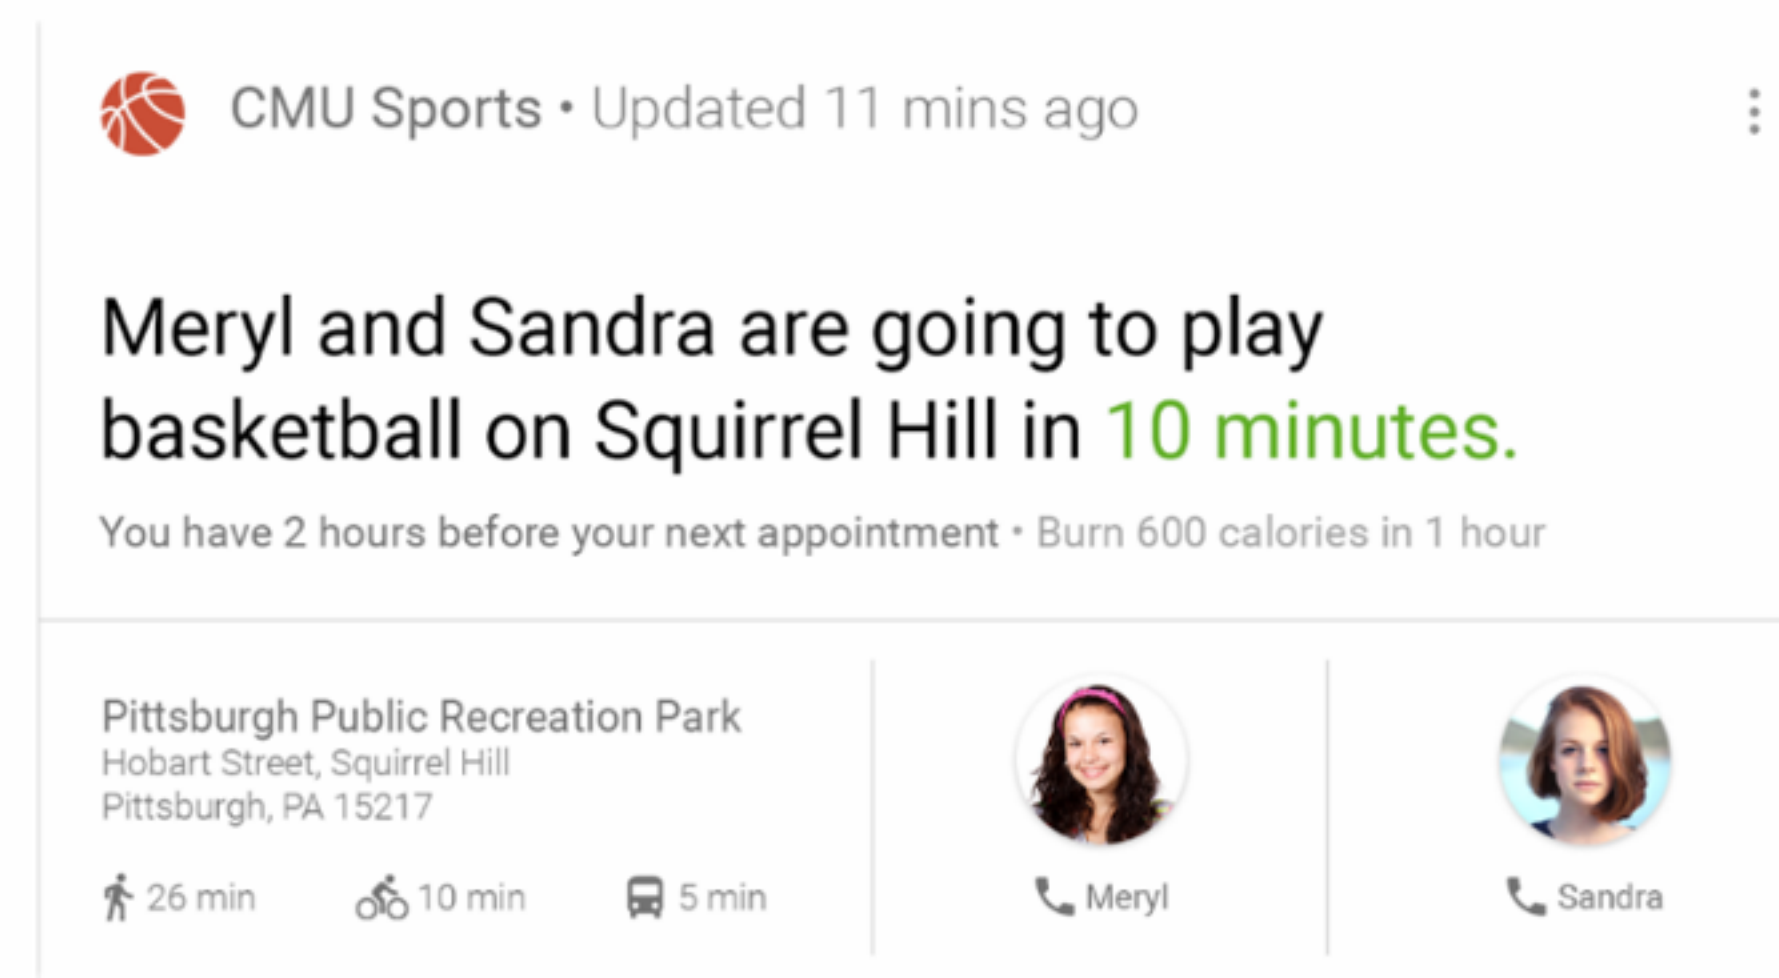 CMU Sports • Updated 11 mins ago
Meryl and Sandra are going to play
basketball on Squirrel Hill in 10 minutes.
You have 2 hours before your next appointment • Burn 600 calories in 1 hour
Pittsburgh Public Recreation Park
Hobart Street, Squirrel Hill
Pittsburgh, PA 15217
26 min 10 min 5 min
Meryl
Sandra